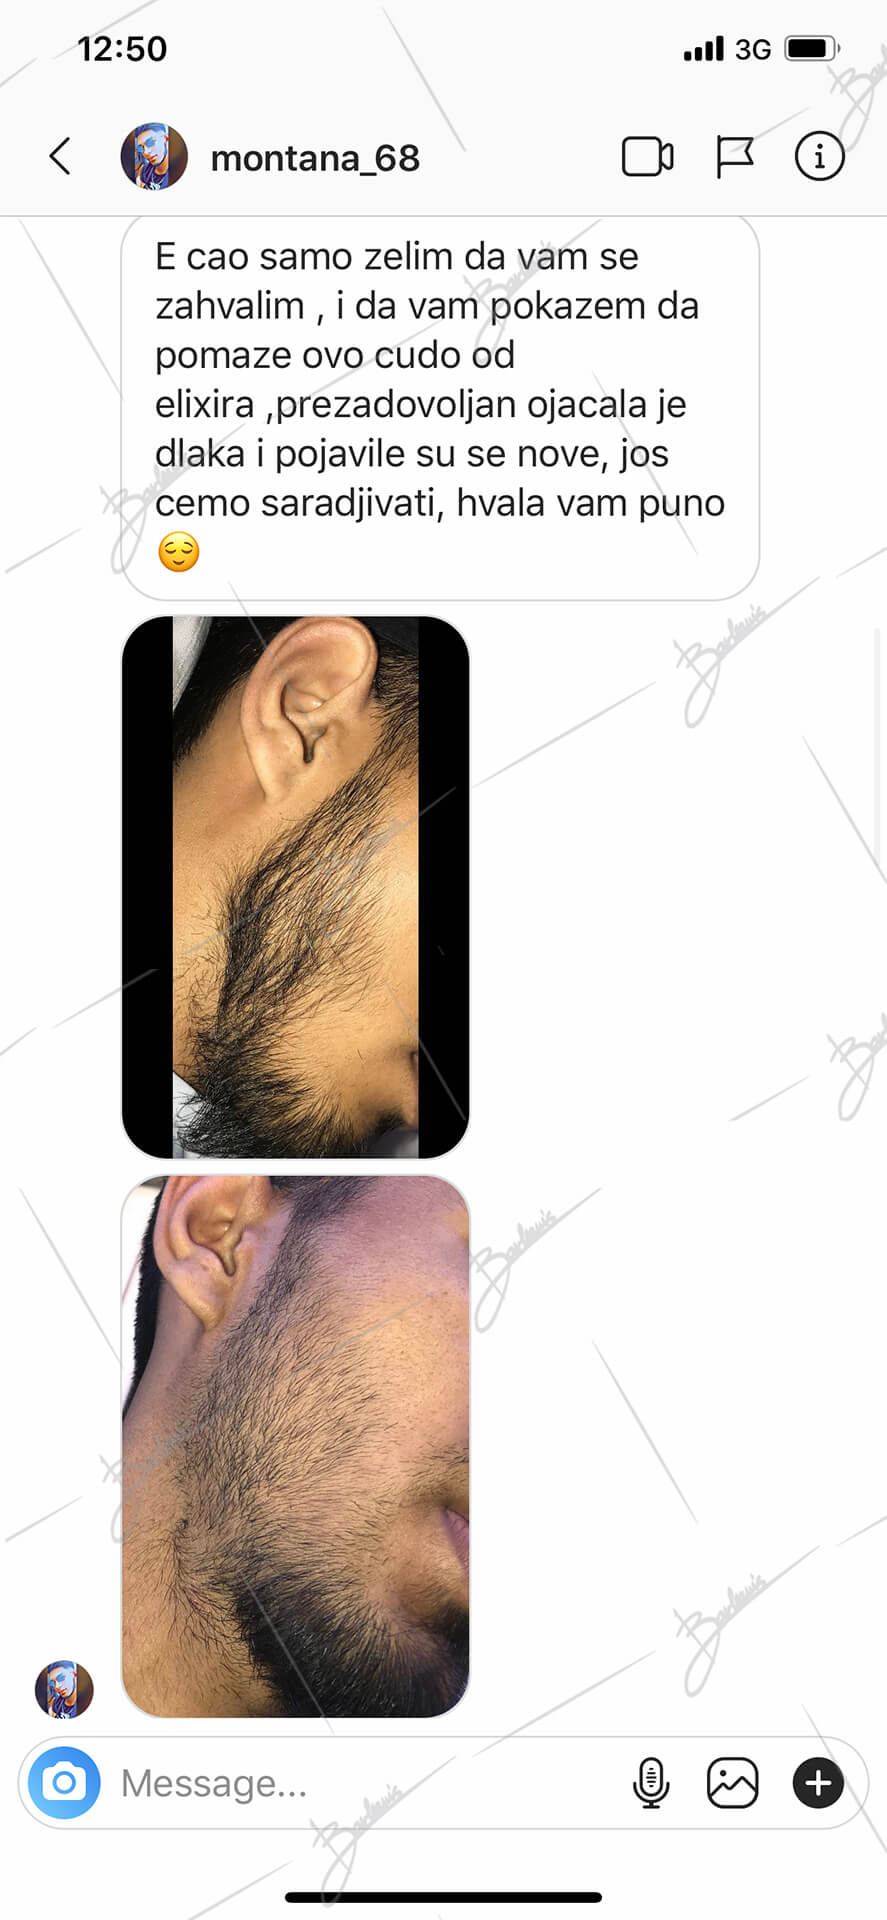 12:50
3G
montana_68
E cao samo zelim da vam se
zahvalim , i da vam pokazem da
pomaze ovo cudo od
elixira ,prezadovoljan ojacala je
dlaka i pojavile su se nove, jos
cemo saradjivati, hvala vam puno
😌
Message...